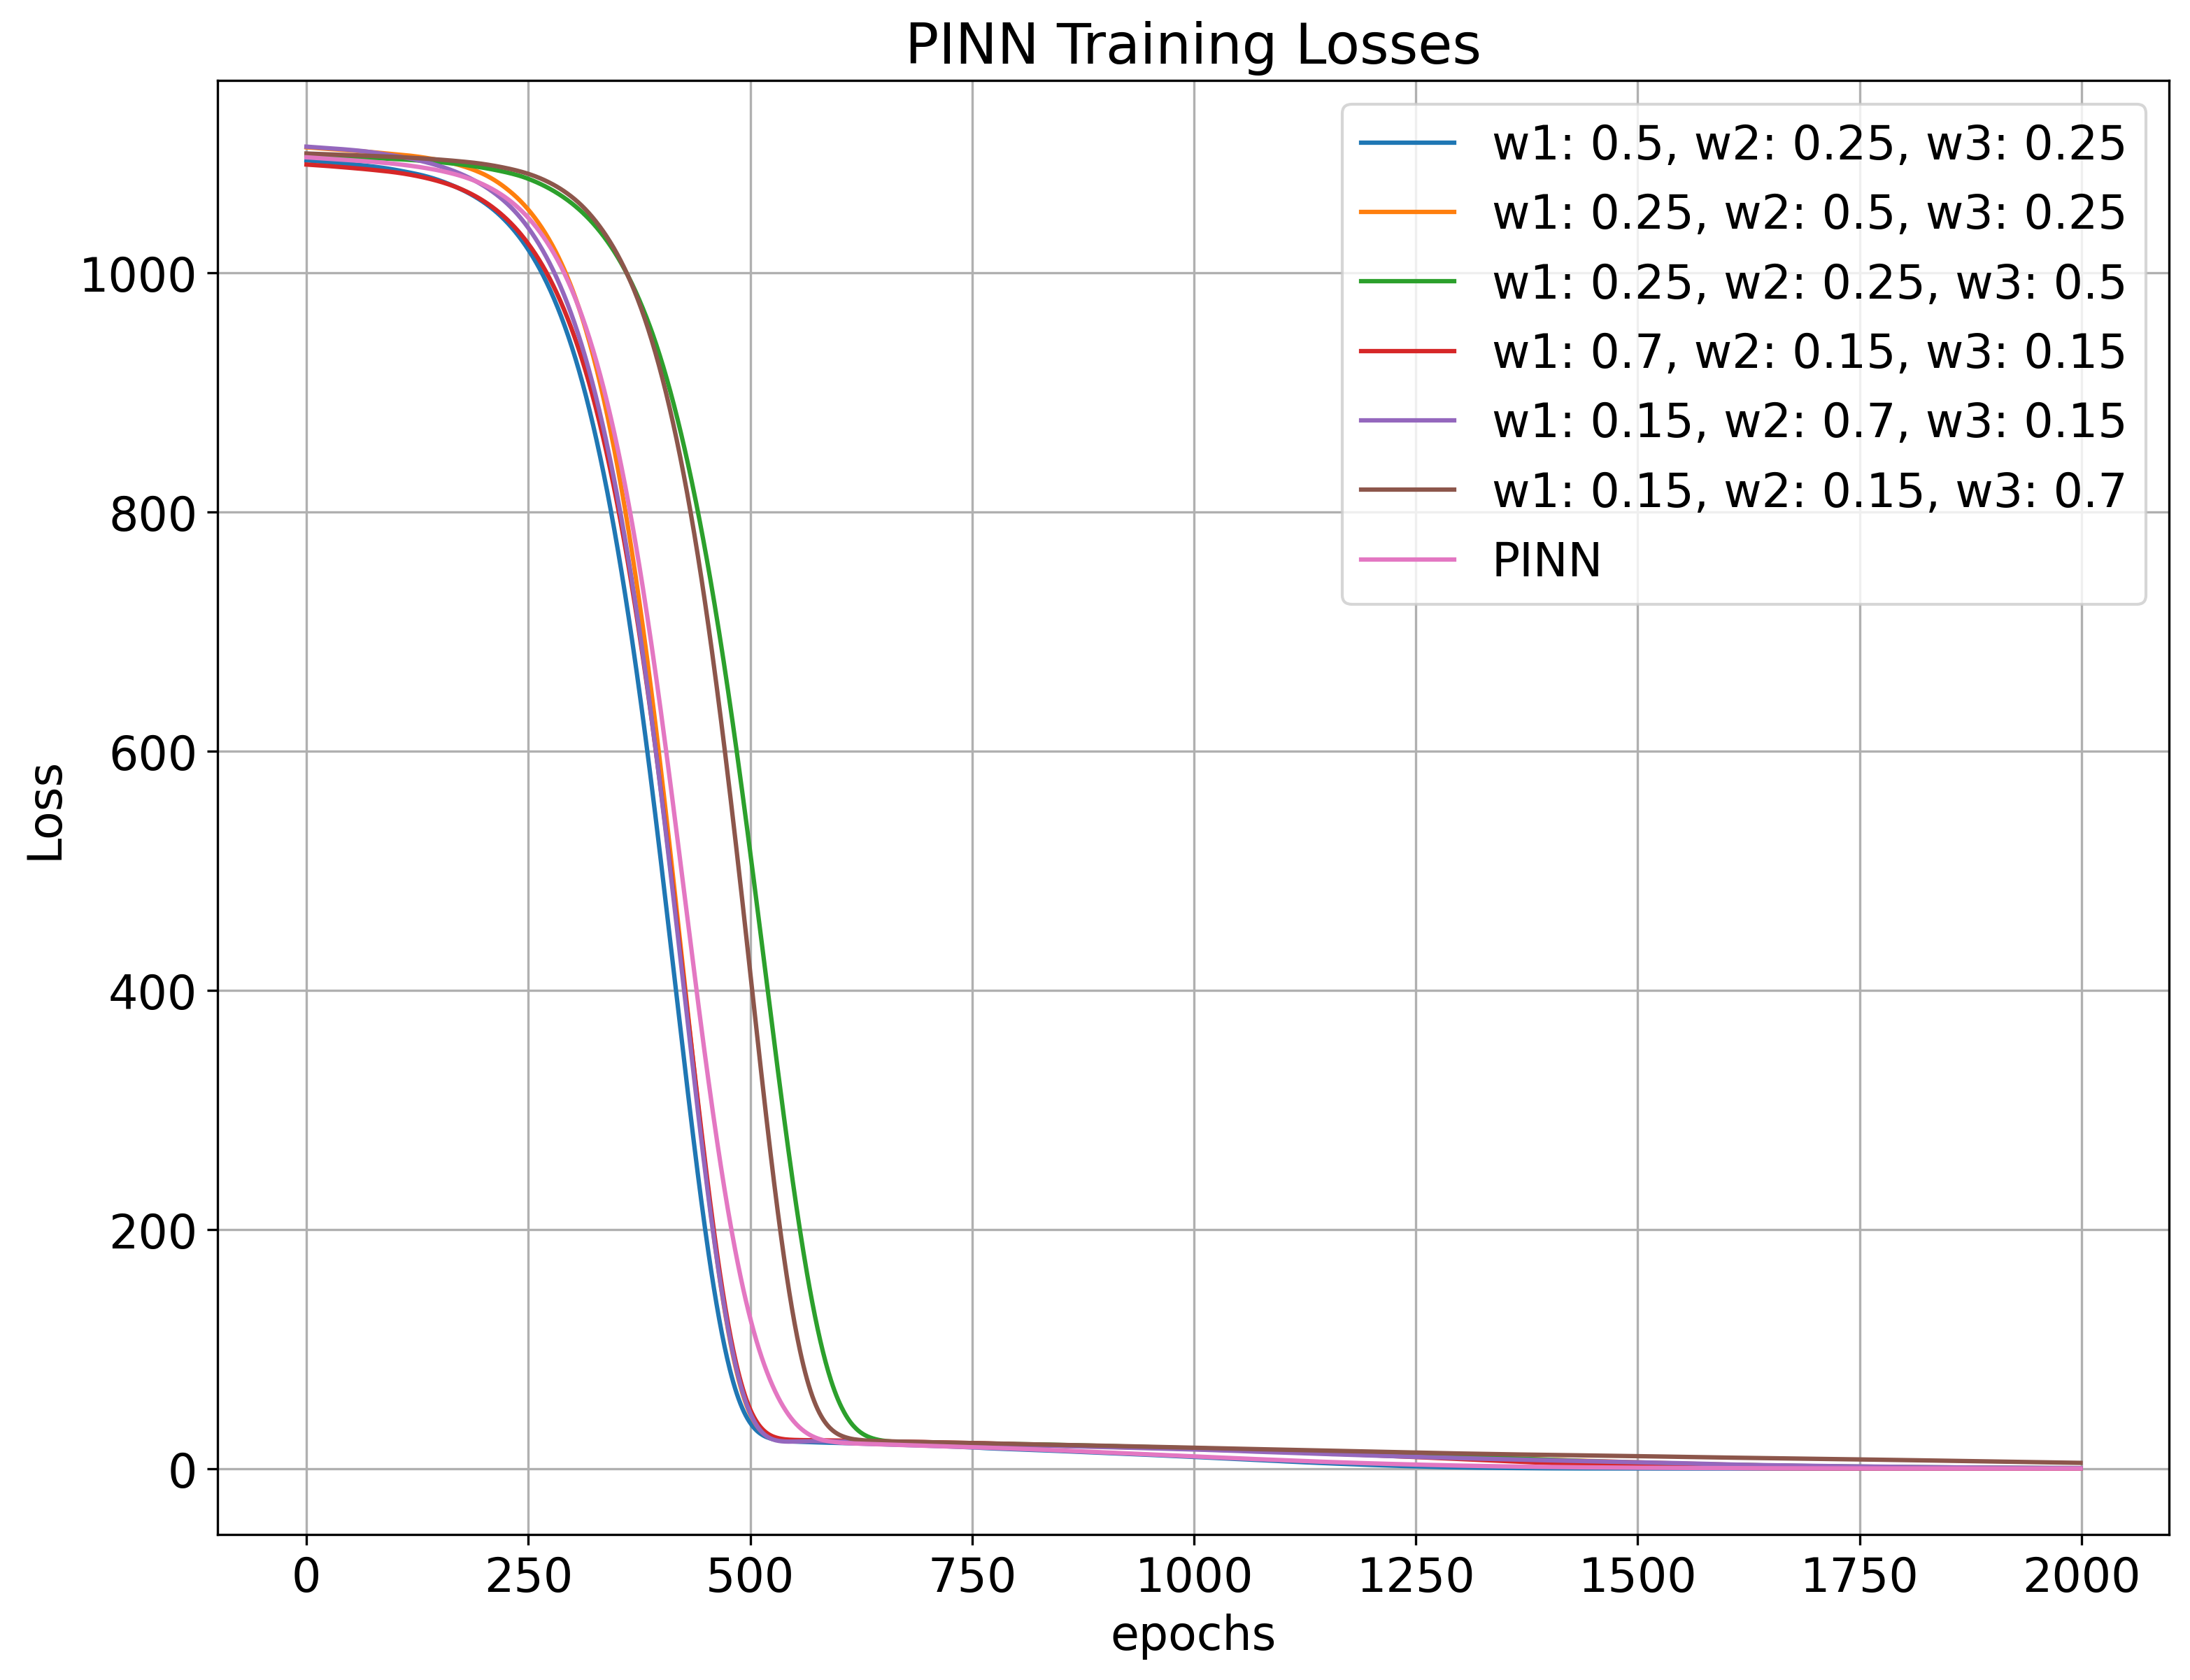 PINN Training Losses
w1: 0.5, w2: 0.25, w3: 0.25
w1: 0.25, w2: 0.5, w3: 0.25
w1: 0.25, w2: 0.25, w3: 0.5
w1: 0.7, w2: 0.15, w3: 0.15
w1: 0.15, w2: 0.7, w3: 0.15
w1: 0.15, w2: 0.15, w3: 0.7
PINN
1000
800
600
400
200
0
Loss
0 250 500 750 1000 1250 1500 1750 2000
epochs